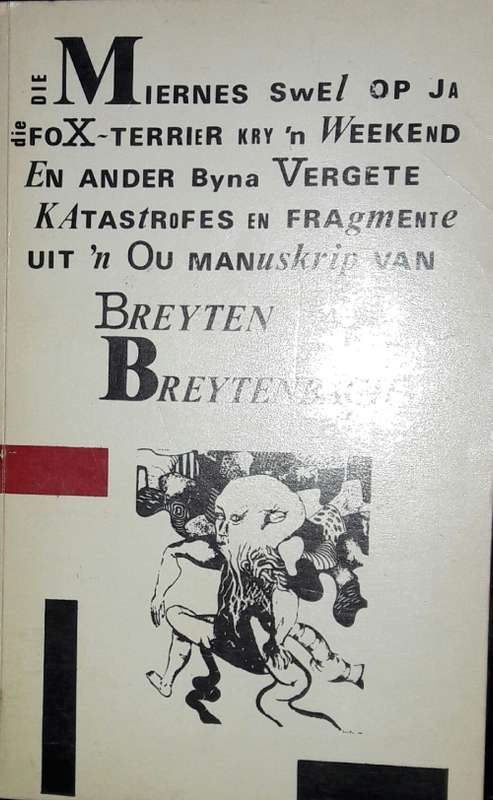 DIE MIERNES SWEl OP JA
die FOX-TERRIER KRY 'n WEEKEND
EN ANDER Byna VERGETE
KATAStROFES EN FRAgmENTe
UIT 'n OU MANuskrip VAN
BREYTEN
BREYTENBACH